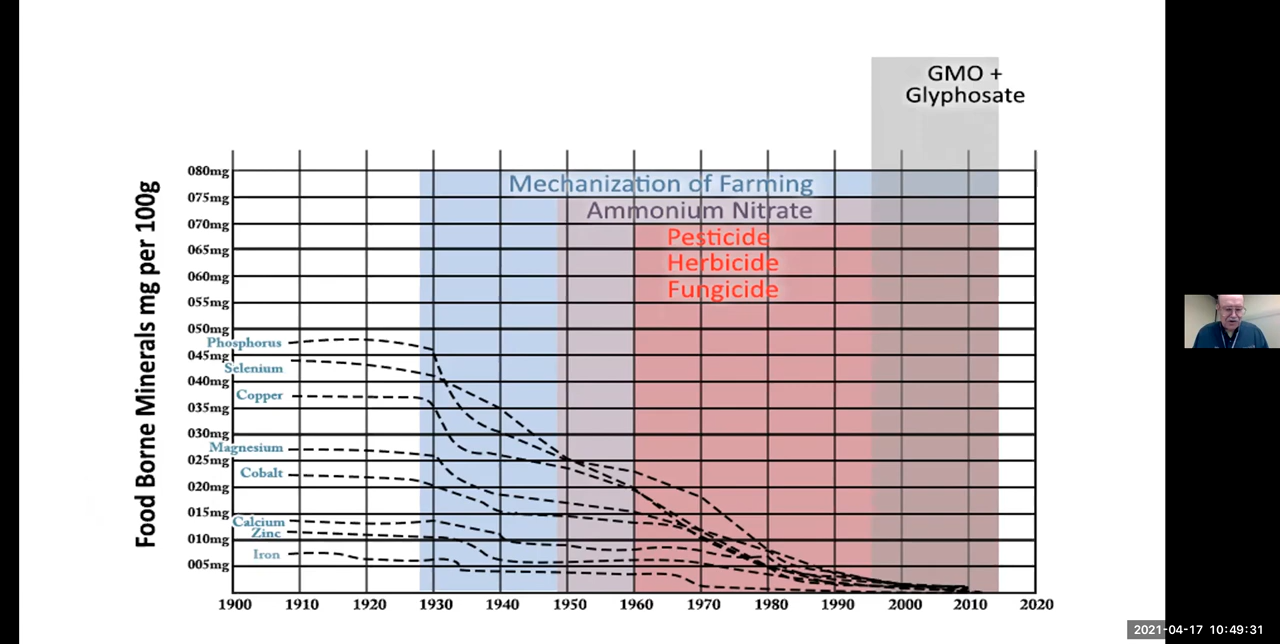 GMO +
Glyphosate
Food Borne Minerals mg per 100g
080mg
Mechanization of Farming
075mg
Ammonium Nitrate
070mg
Pesticide
065mg
Herbicide
060mg
Fungicide
055mg
050mg
Phosphorus
045mg
Selenium
040mg
Copper
035mg
030mg
Magnesium
025mg
Cobalt
020mg
015mg
Calcium
Zinc
010mg
Iron
005mg
1900 1910 1920 1930 1940 1950 1960 1970 1980 1990 2000 2010 2020
2021-04-17 10:49:31